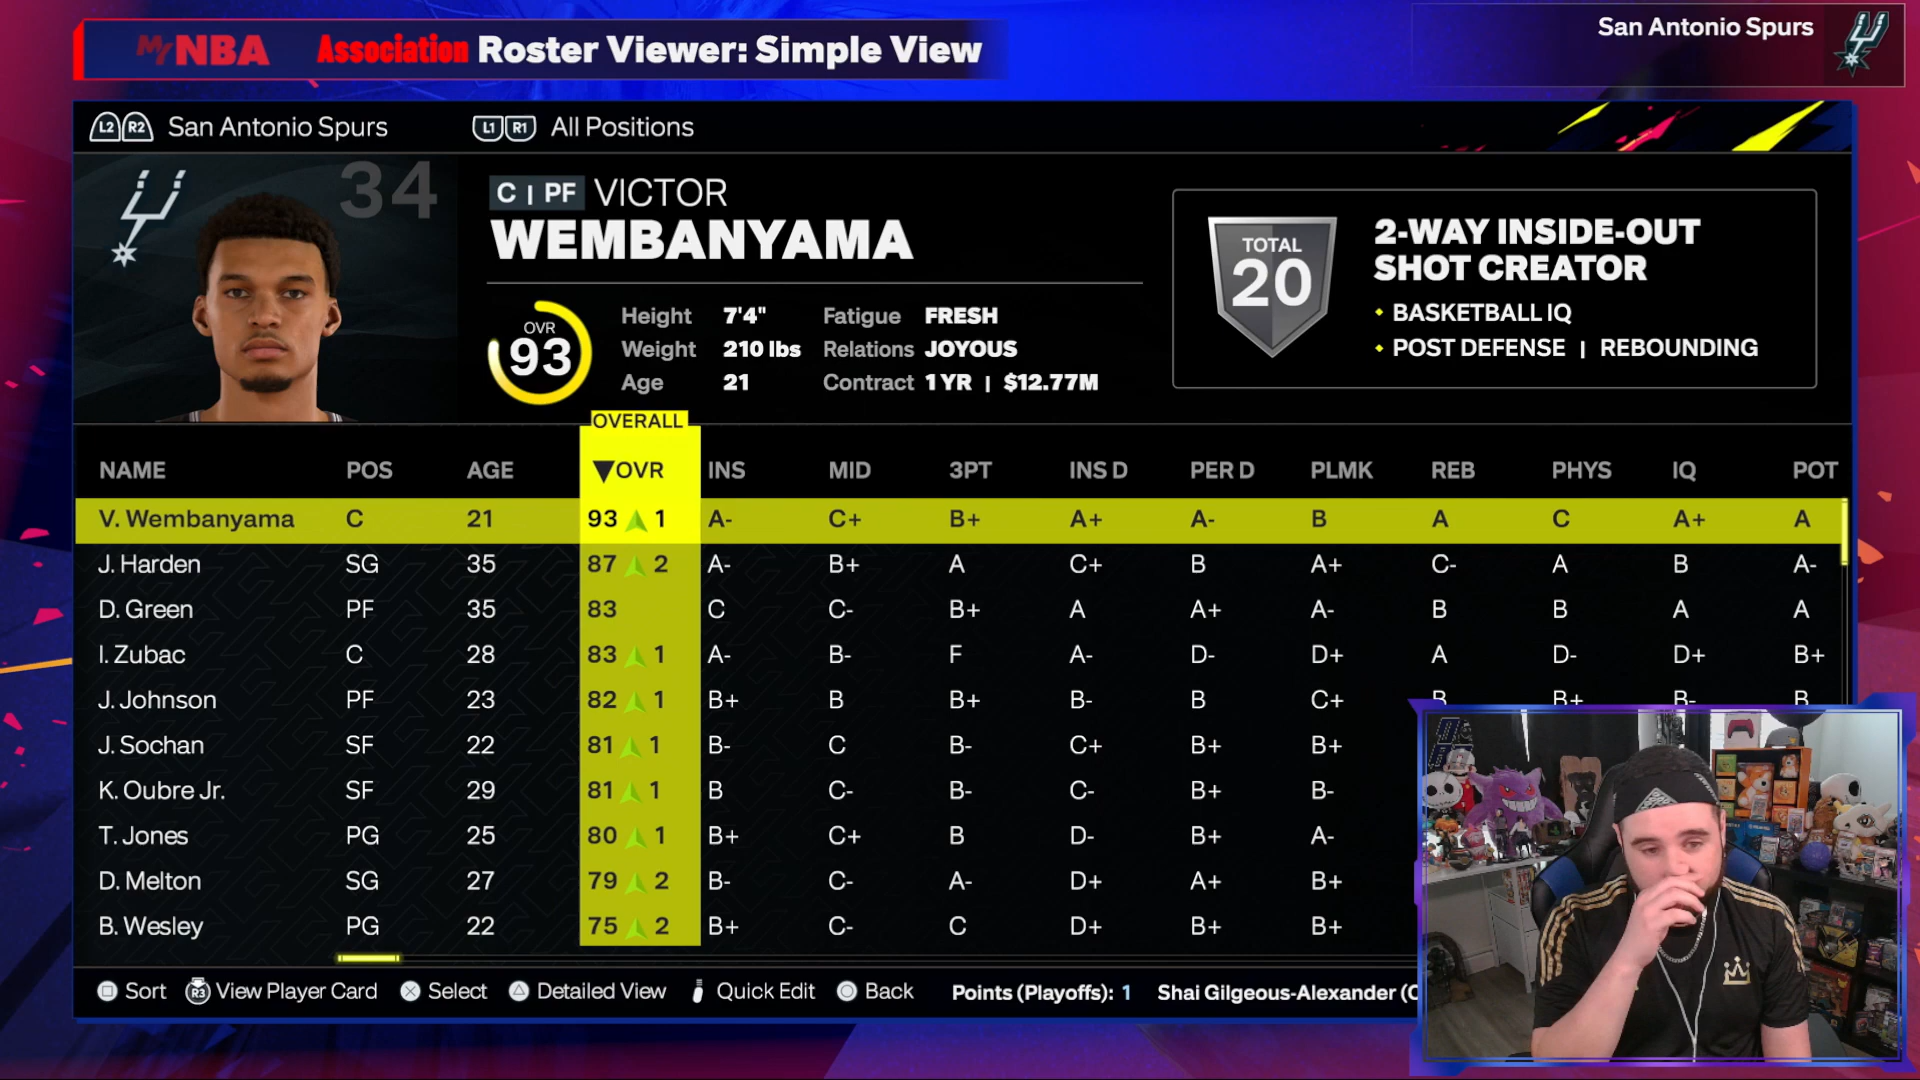 MyNBA Association Roster Viewer: Simple View
San Antonio Spurs
L2 R2 San Antonio Spurs L1 R1 All Positions
34
C | PF VICTOR
WEMBANYAMA
OVR
93
Height 7'4" Fatigue FRESH
Weight 210 lbs Relations JOYOUS
Age 21 Contract 1 YR | $12.77M
TOTAL
20
2-WAY INSIDE-OUT
SHOT CREATOR
BASKETBALL IQ
POST DEFENSE | REBOUNDING
OVERALL
NAME POS AGE ▼OVR INS MID 3PT INS D PER D PLMK REB PHYS IQ POT
V. Wembanyama C 21 93 1 A- C+ B+ A+ A- B A C A+ A
J. Harden SG 35 87 2 A- B+ A C+ B A+ C- A B A-
D. Green PF 35 83 C C- B+ A A+ A- B B A A
I. Zubac C 28 83 1 A- B- F A- D- D+ A D- D+ B+
J. Johnson PF 23 82 1 B+ B B+ B- B C+ B B+ B- B
J. Sochan SF 22 81 1 B- C B- C+ B+ B+
K. Oubre Jr. SF 29 81 1 B C- B- C- B+ B-
T. Jones PG 25 80 1 B+ C+ B D- B+ A-
D. Melton SG 27 79 2 B- C- A- D+ A+ B+
B. Wesley PG 22 75 2 B+ C- C D+ B+ B+
Sort R3 View Player Card Select Detailed View Quick Edit Back Points (Playoffs): 1 Shai Gilgeous-Alexander (